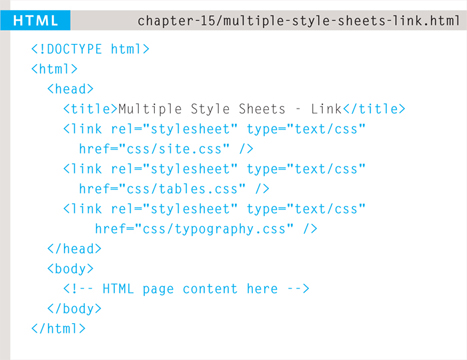 HTML chapter-15/multiple-style-sheets-link.html
<!DOCTYPE html>
<html>
  <head>
    <title>Multiple Style Sheets - Link</title>
    <link rel="stylesheet" type="text/css"
      href="css/site.css" />
    <link rel="stylesheet" type="text/css"
      href="css/tables.css" />
    <link rel="stylesheet" type="text/css"
        href="css/typography.css" />
  </head>
  <body>
    <!-- HTML page content here -->
  </body>
</html>